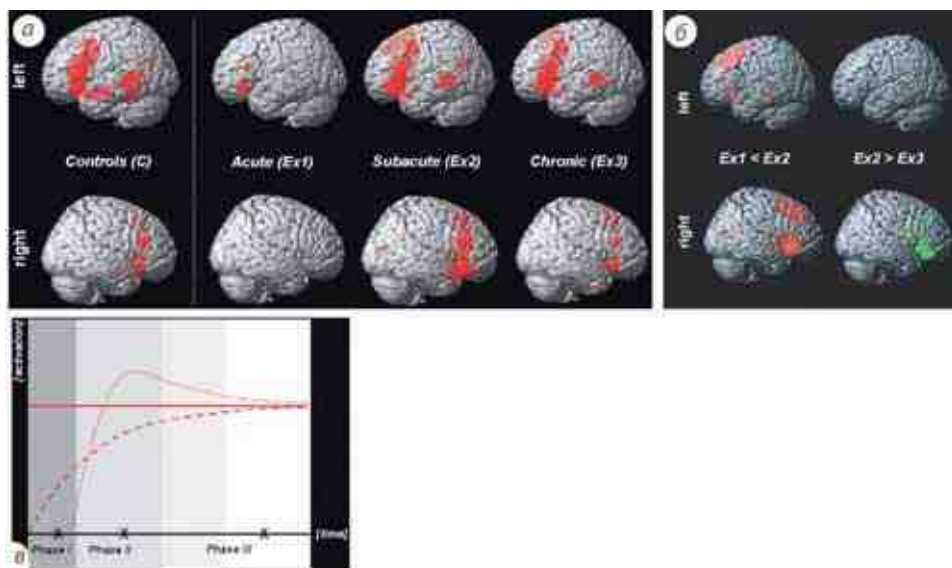 а
left
Controls (C)
Acute (Ex1)
Subacute (Ex2)
Chronic (Ex3)
right
б
left
Ex1 < Ex2
Ex2 > Ex3
right
[activation]
[time]
Phase I
Phase II
Phase III
в